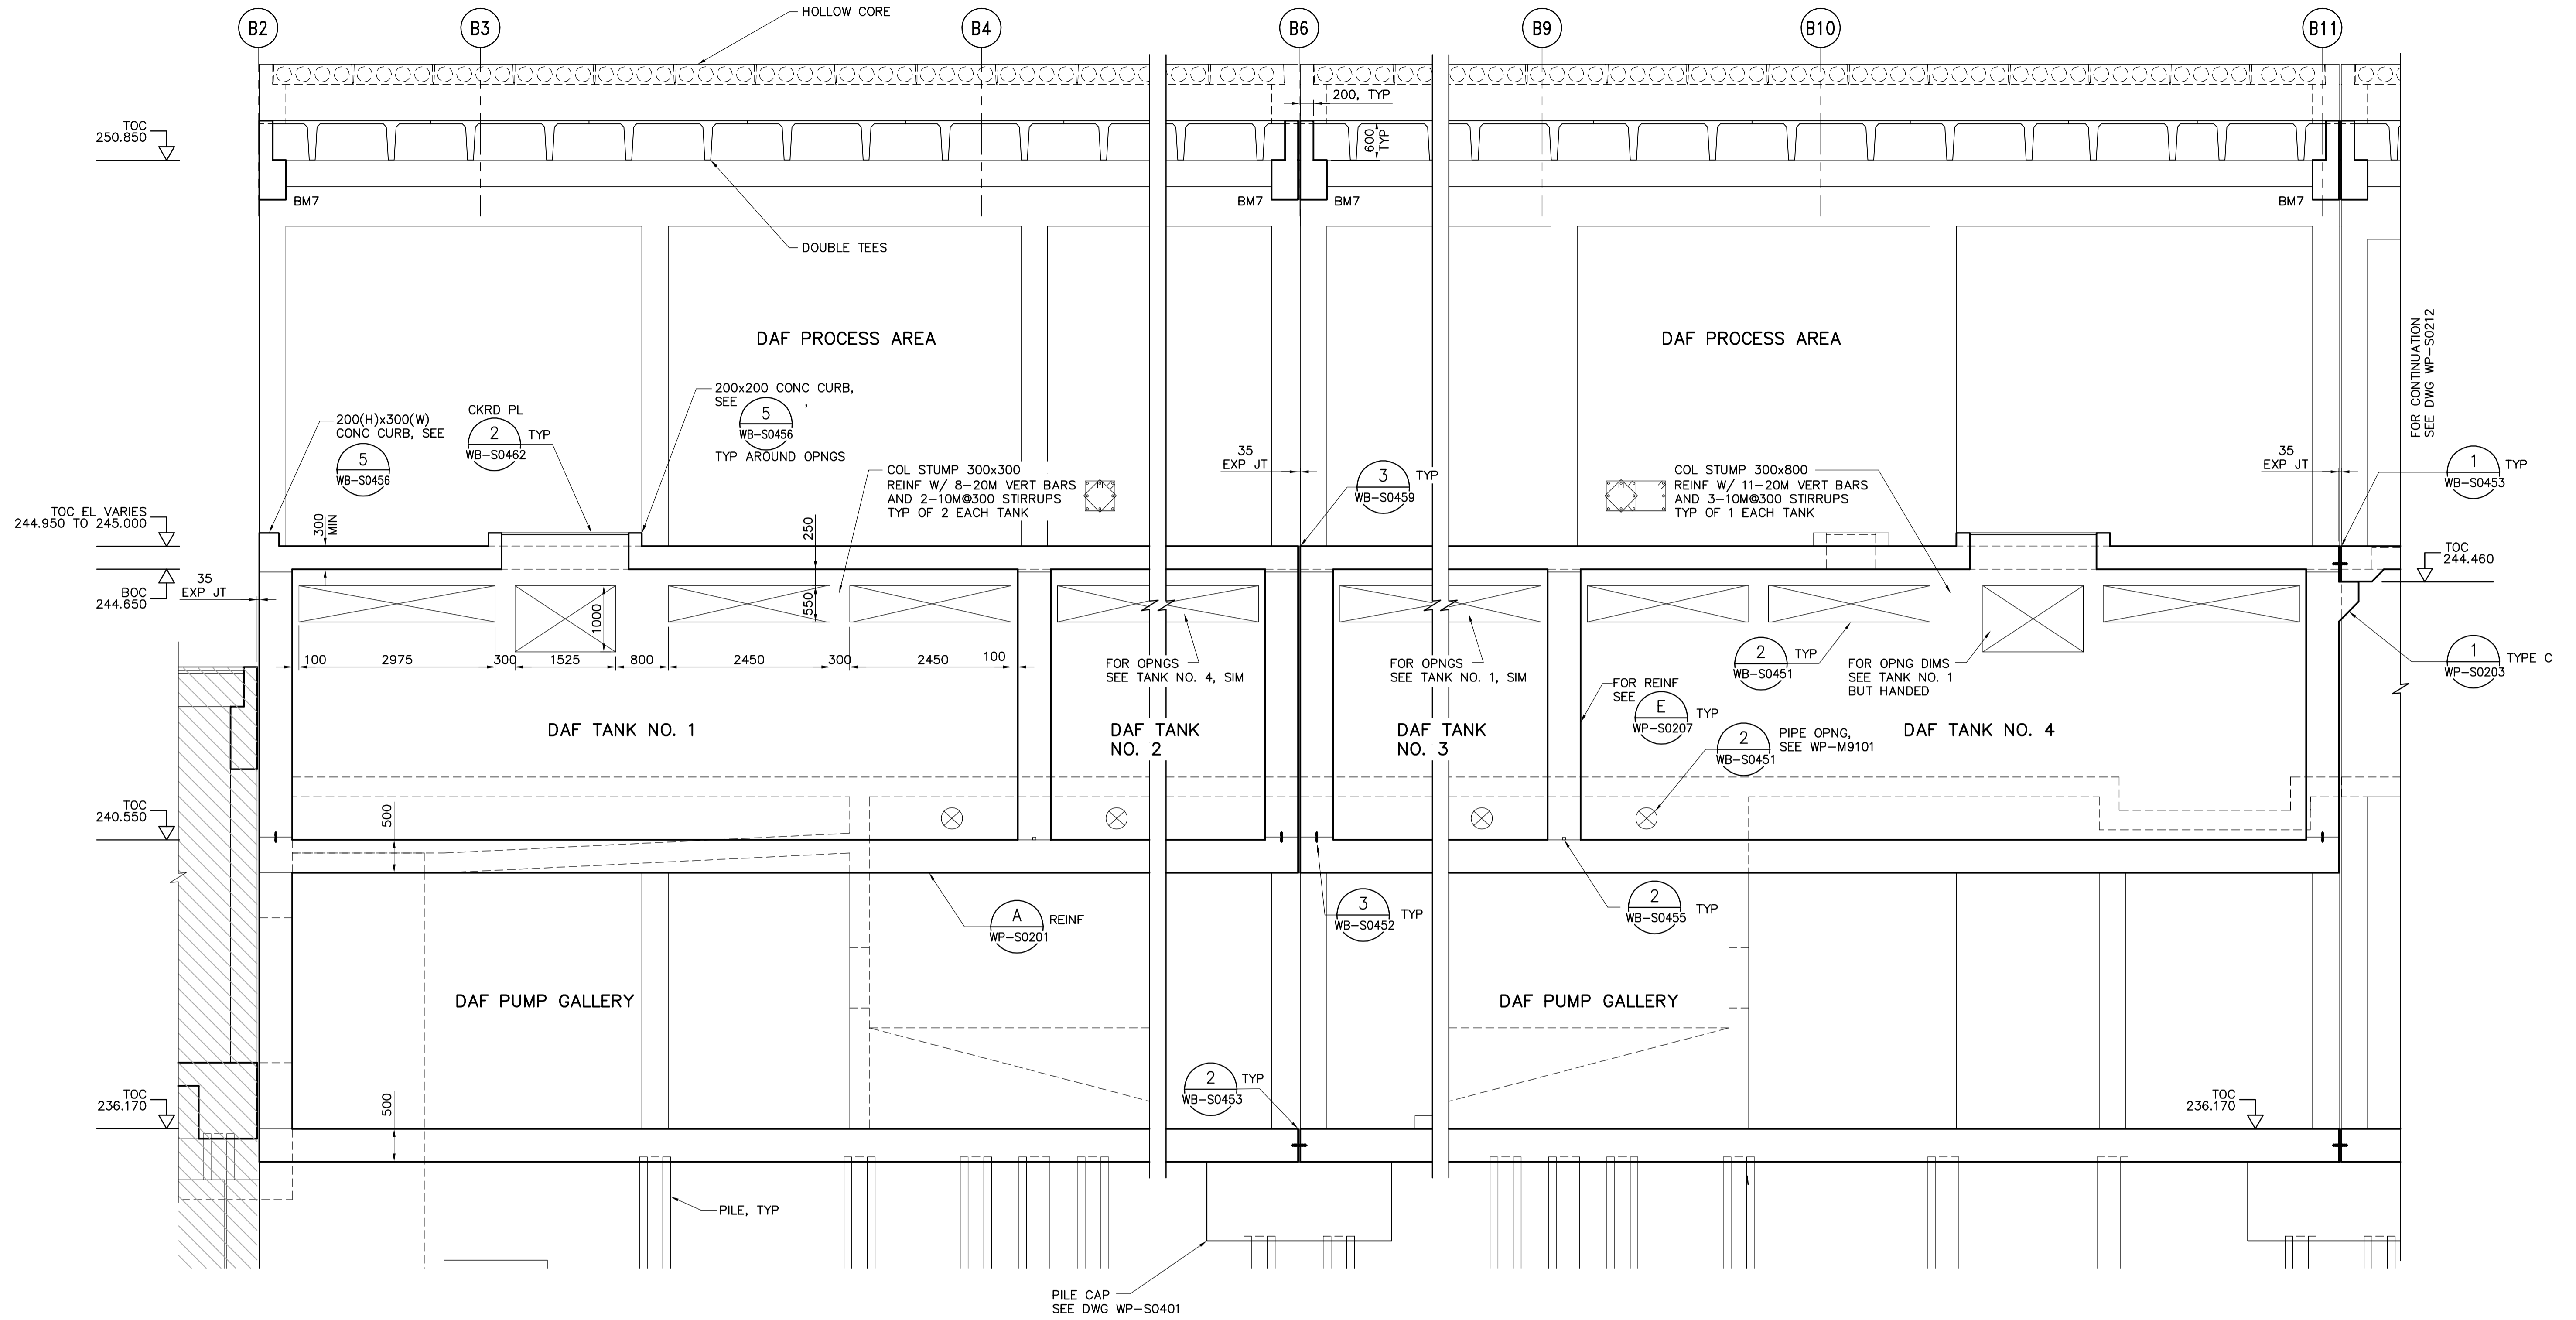 HOLLOW CORE
B2
B3
B4
B6
B9
B10
B11
200, TYP
TOC
250.850
600
TYP
BM7
BM7
BM7
BM7
DOUBLE TEES
DAF PROCESS AREA
DAF PROCESS AREA
FOR CONTINUATION
SEE DWG WP-S0212
200(H)x300(W)
CONC CURB, SEE
5
WB-S0456
CKRD PL
2
WB-S0462
TYP
200x200 CONC CURB,
SEE
5
WB-S0456
,
TYP AROUND OPNGS
COL STUMP 300x300
REINF W/ 8-20M VERT BARS
AND 2-10M@300 STIRRUPS
TYP OF 2 EACH TANK
35
EXP JT
3
WB-S0459
TYP
COL STUMP 300x800
REINF W/ 11-20M VERT BARS
AND 3-10M@300 STIRRUPS
TYP OF 1 EACH TANK
35
EXP JT
1
WB-S0453
TYP
TOC EL VARIES
244.950 TO 245.000
300
MIN
250
TOC
244.460
BOC
244.650
35
EXP JT
1000
550
100
2975
300
1525
800
2450
300
2450
100
FOR OPNGS
SEE TANK NO. 4, SIM
FOR OPNGS
SEE TANK NO. 1, SIM
2
WB-S0451
TYP
FOR OPNG DIMS
SEE TANK NO. 1
BUT HANDED
1
WP-S0203
TYPE C
FOR REINF
SEE
E
WP-S0207
TYP
DAF TANK NO. 1
DAF TANK
NO. 2
DAF TANK
NO. 3
2
WB-S0451
PIPE OPNG,
SEE WP-M9101
DAF TANK NO. 4
TOC
240.550
500
A
WP-S0201
REINF
3
WB-S0452
TYP
2
WB-S0455
TYP
DAF PUMP GALLERY
DAF PUMP GALLERY
2
WB-S0453
TYP
TOC
236.170
500
TOC
236.170
PILE, TYP
PILE CAP
SEE DWG WP-S0401